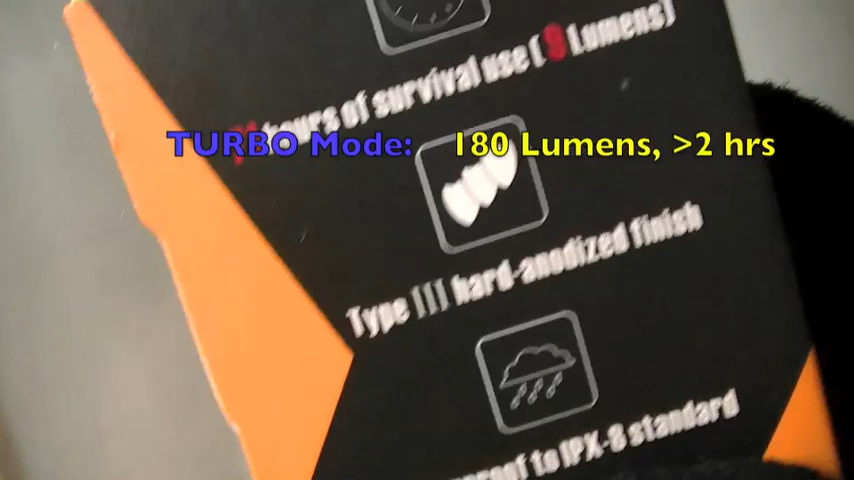 hours of survival use ( 9 Lumens)
TURBO Mode: 180 Lumens, >2 hrs
Type III hard-anodized finish
to IPX-8 standard